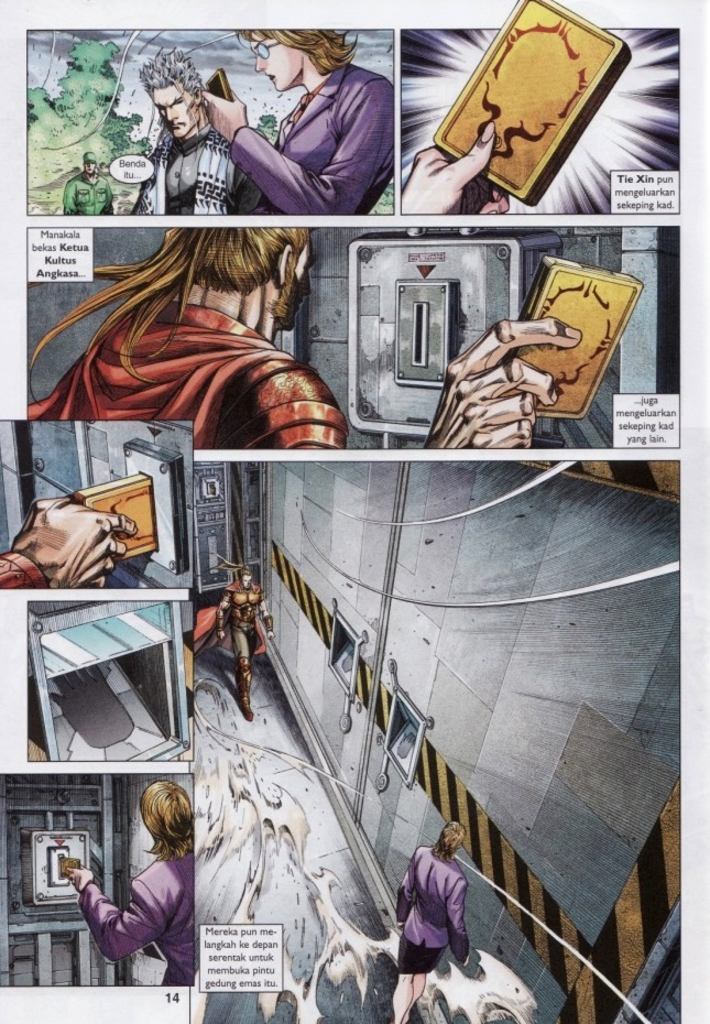 Benda
itu...
Tie Xin pun
mengeluarkan
sekeping kad.
Manakala
bekas Ketua
Kultus
Angkasa...
...juga
mengeluarkan
sekeping kad
yang lain.
Mereka pun me-
langkah ke depan
serentak untuk
membuka pintu
gedung emas itu.
14